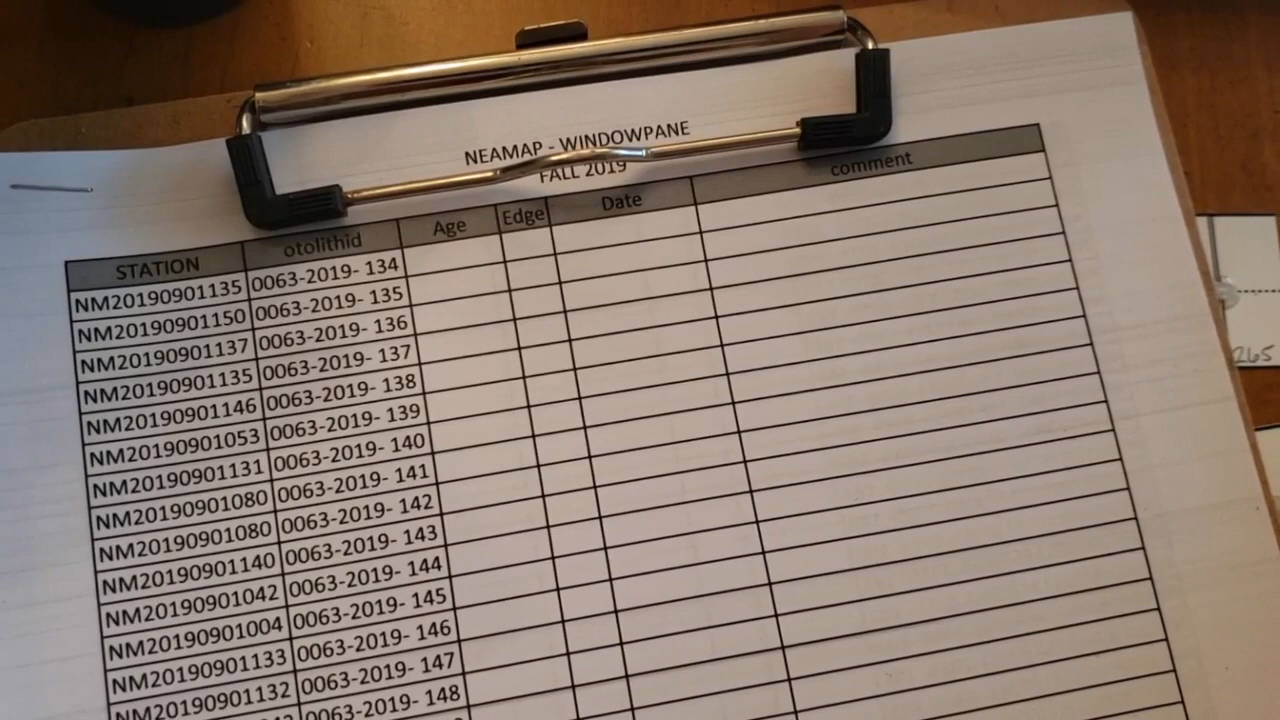 NEAMAP - WINDOWPANE
FALL 2019
STATION otolithid Age Edge Date comment
NM20190901135 0063-2019- 134
NM20190901150 0063-2019- 135
NM20190901137 0063-2019- 136
NM20190901135 0063-2019- 137
NM20190901146 0063-2019- 138
NM20190901053 0063-2019- 139
NM20190901131 0063-2019- 140
NM20190901080 0063-2019- 141
NM20190901080 0063-2019- 142
NM20190901140 0063-2019- 143
NM20190901042 0063-2019- 144
NM20190901004 0063-2019- 145
NM20190901133 0063-2019- 146
NM20190901132 0063-2019- 147
0063-2019- 148
265